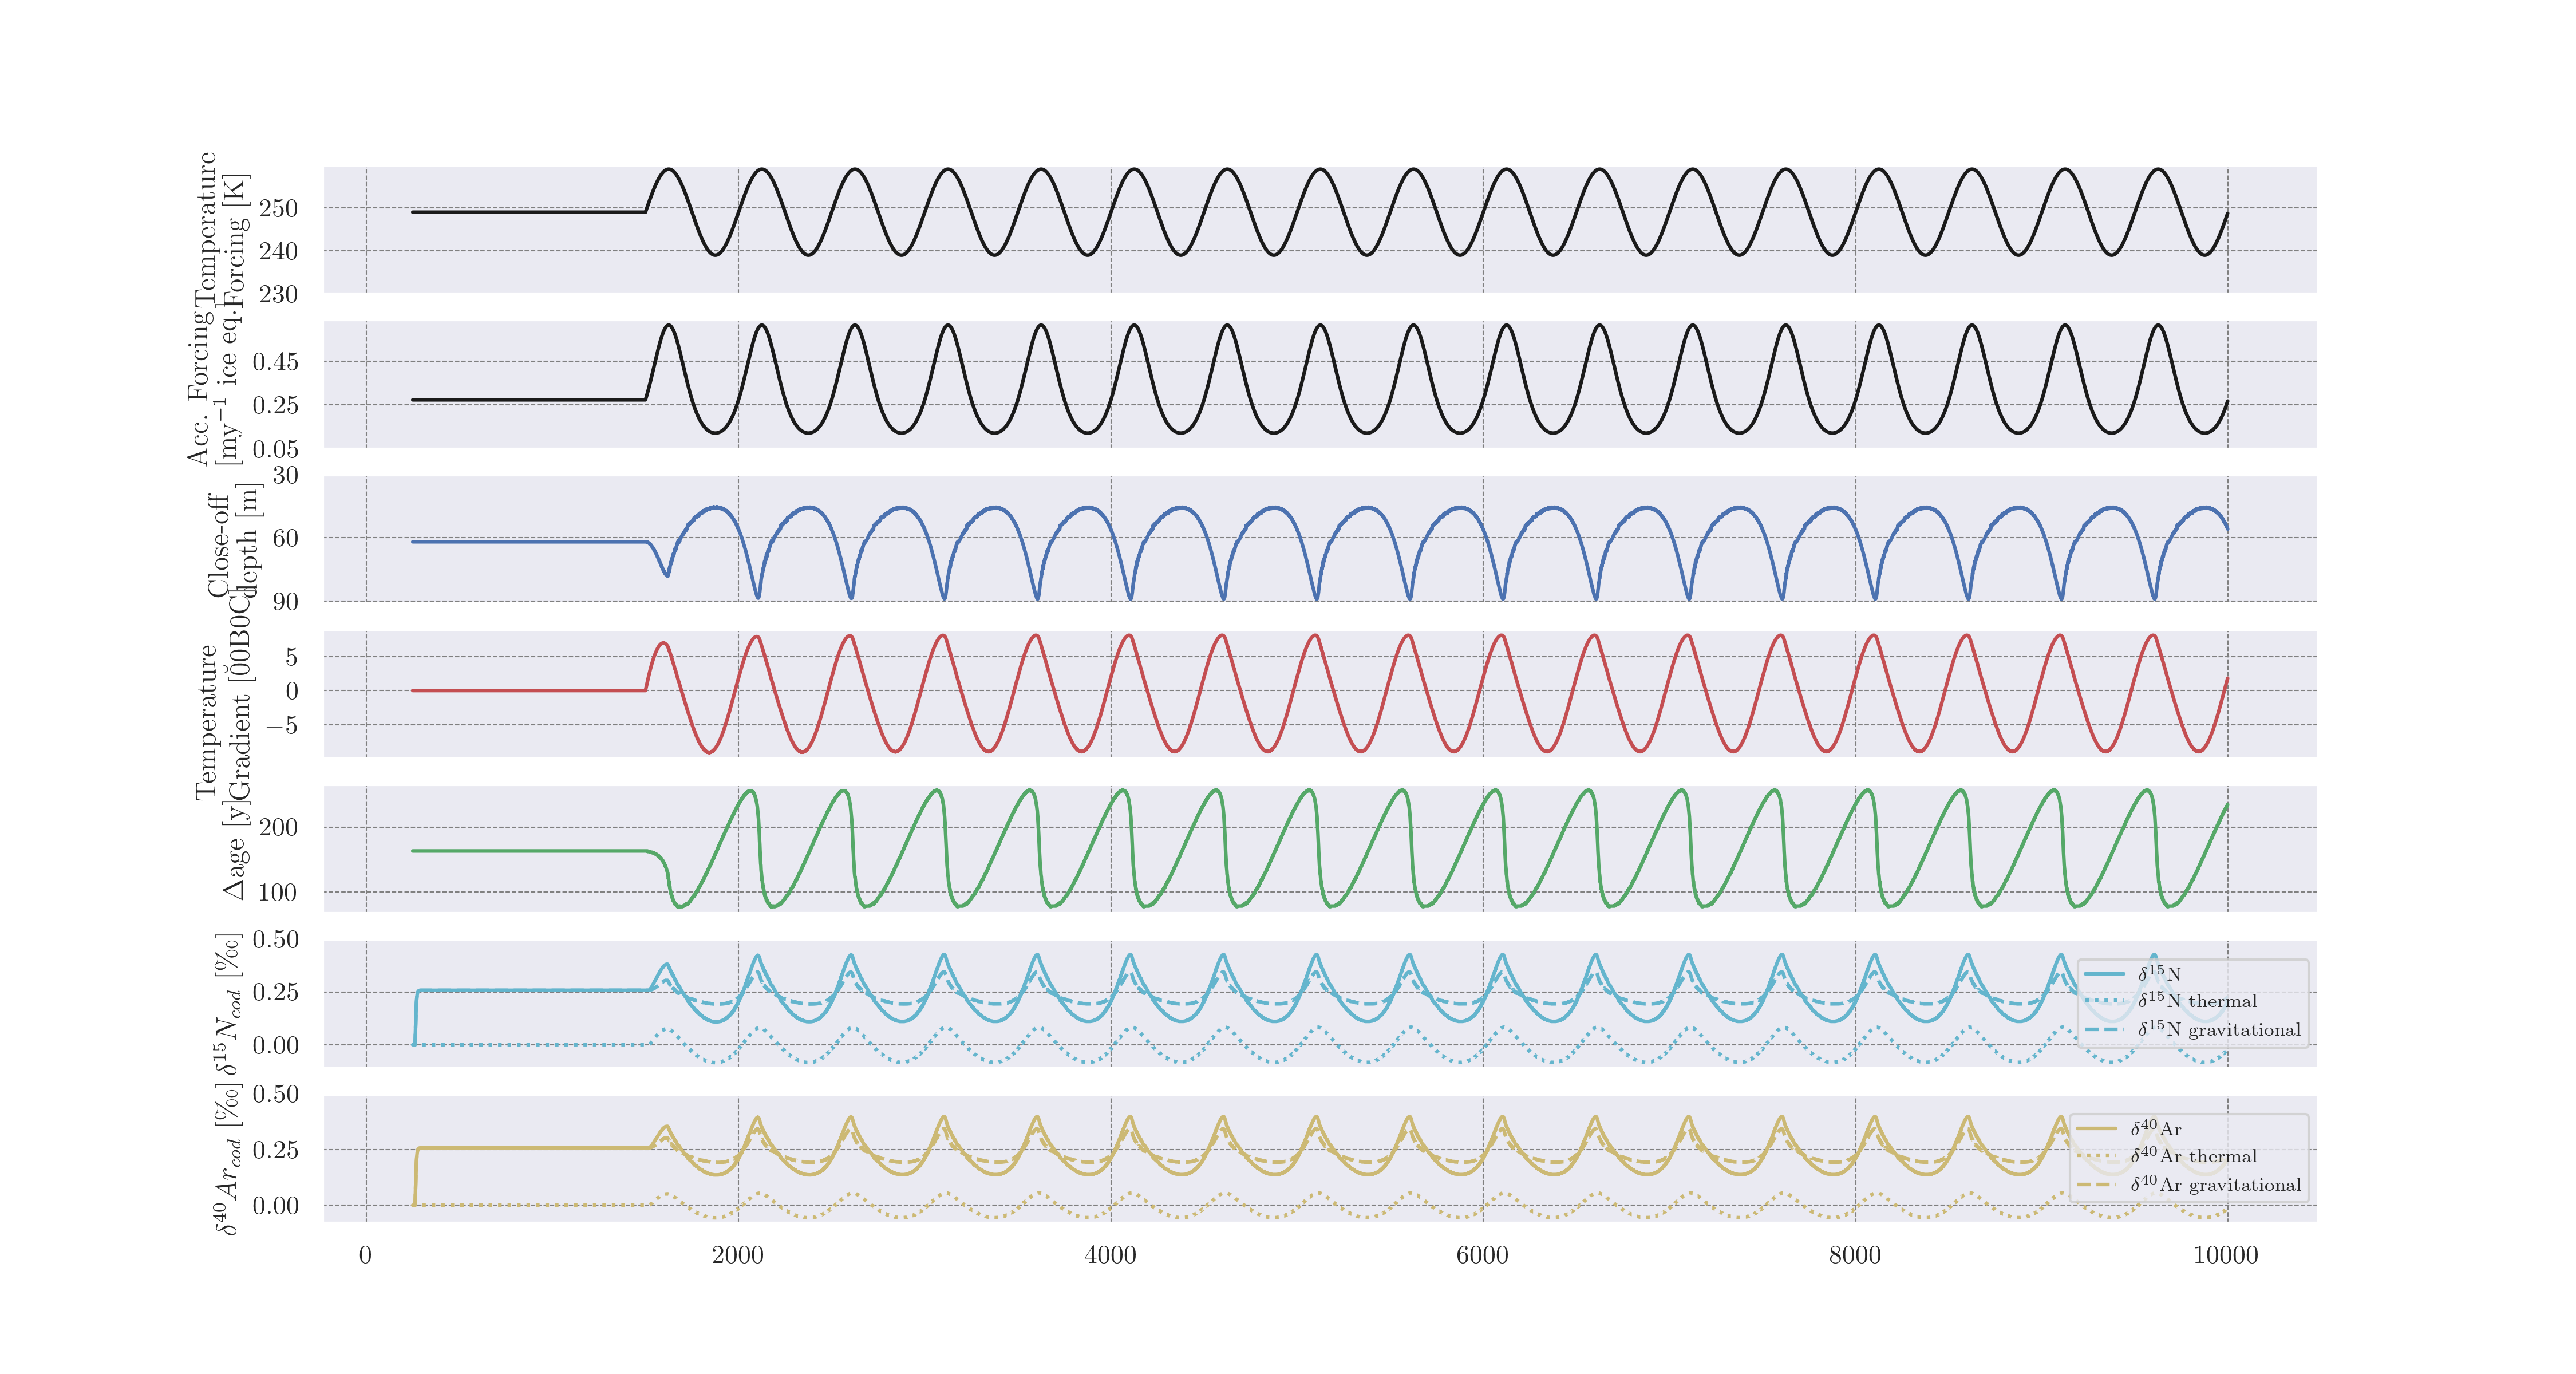 Temperature
Forcing [K]
250
240
230
Acc. Forcing
[my⁻¹ ice eq.]
0.45
0.25
0.05
Close-off
depth [m]
30
60
90
Temperature
Gradient [0̆0B0C]
5
0
−5
Δage [y]
200
100
δ¹⁵N_cod [‰]
0.50
0.25
0.00
δ¹⁵N
δ¹⁵N thermal
δ¹⁵N gravitational
δ⁴⁰Ar_cod [‰]
0.50
0.25
0.00
δ⁴⁰Ar
δ⁴⁰Ar thermal
δ⁴⁰Ar gravitational
0 2000 4000 6000 8000 10000